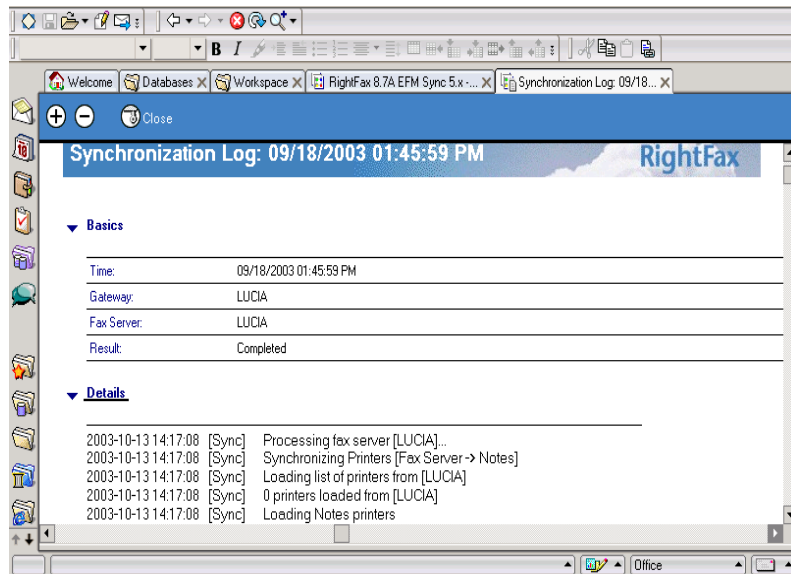 B I
Welcome Databases Workspace RightFax 8.7A EFM Sync 5.x -... Synchronization Log: 09/18...
Close
Synchronization Log: 09/18/2003 01:45:59 PM RightFax
Basics
Time: 09/18/2003 01:45:59 PM
Gateway: LUCIA
Fax Server: LUCIA
Result: Completed
Details
2003-10-13 14:17:08 [Sync] Processing fax server [LUCIA]...
2003-10-13 14:17:08 [Sync] Synchronizing Printers [Fax Server -> Notes]
2003-10-13 14:17:08 [Sync] Loading list of printers from [LUCIA]
2003-10-13 14:17:08 [Sync] 0 printers loaded from [LUCIA]
2003-10-13 14:17:08 [Sync] Loading Notes printers
Office